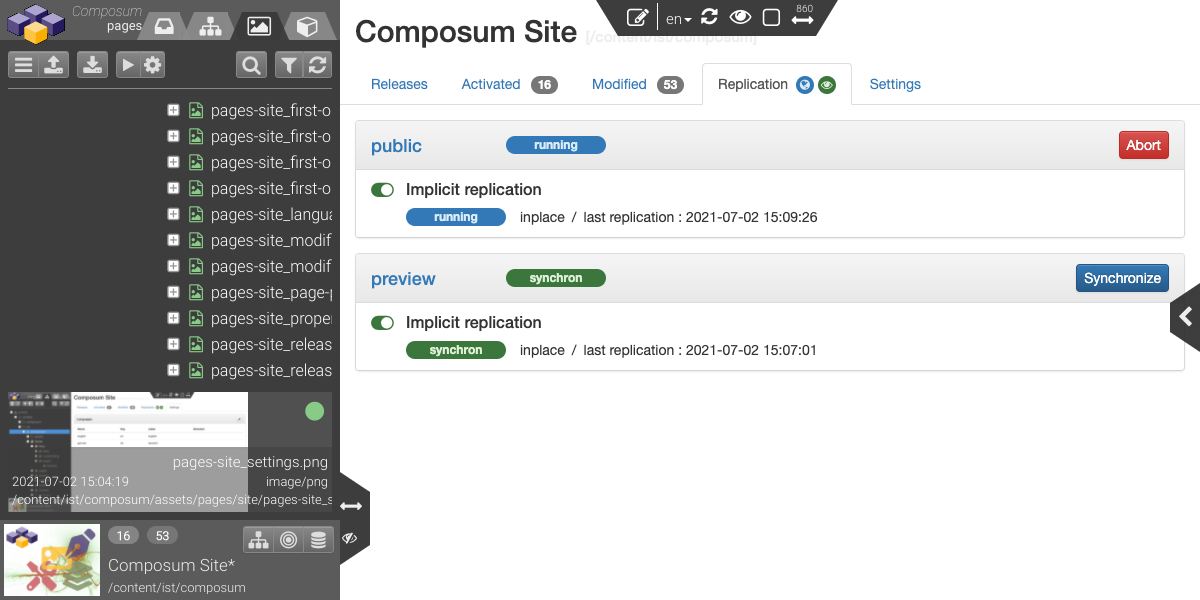 Composum
pages
pages-site_first-o
pages-site_first-o
pages-site_first-o
pages-site_first-o
pages-site_langua
pages-site_modif
pages-site_modif
pages-site_page-p
pages-site_proper
pages-site_releas
pages-site_releas
pages-site_settings.png
2021-07-02 15:04:19 image/png
/content/ist/composum/assets/pages/site/pages-site_s
16 53
Composum Site*
/content/ist/composum
en
860
Composum Site [/content/ist/composum]
Releases Activated 16 Modified 53 Replication Settings
public running Abort
Implicit replication
running inplace / last replication : 2021-07-02 15:09:26
preview synchron Synchronize
Implicit replication
synchron inplace / last replication : 2021-07-02 15:07:01